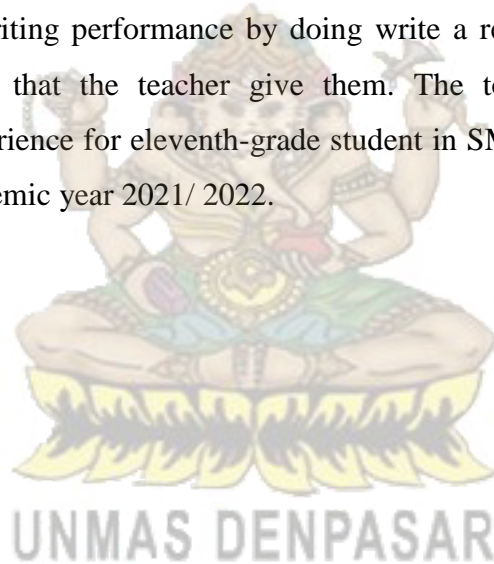 riting performance by doing write a re
that the teacher give them. The to
rience for eleventh-grade student in SM
emic year 2021/ 2022.
UNMAS DENPASAR